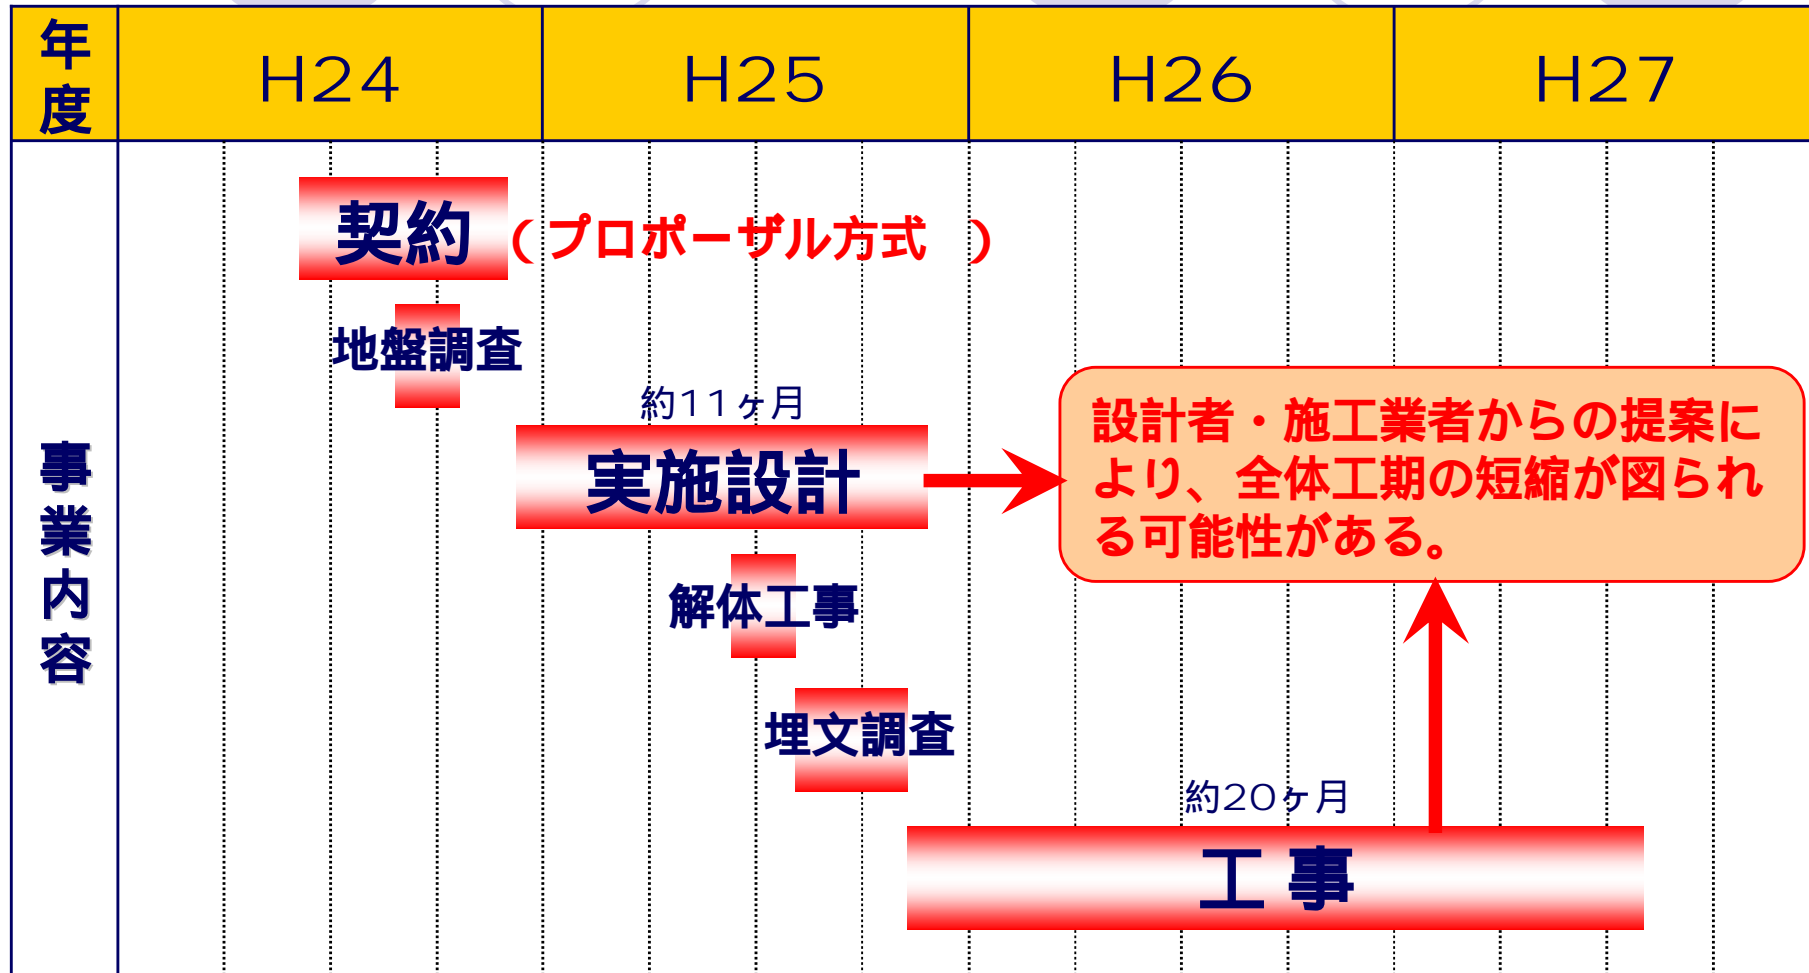 年度 H24 H25 H26 H27
事業内容
契約 (プロポーザル方式 )
地盤調査
約11ヶ月
実施設計
設計者・施工業者からの提案に
より、全体工期の短縮が図られ
る可能性がある。
解体工事
埋文調査
約20ヶ月
工事